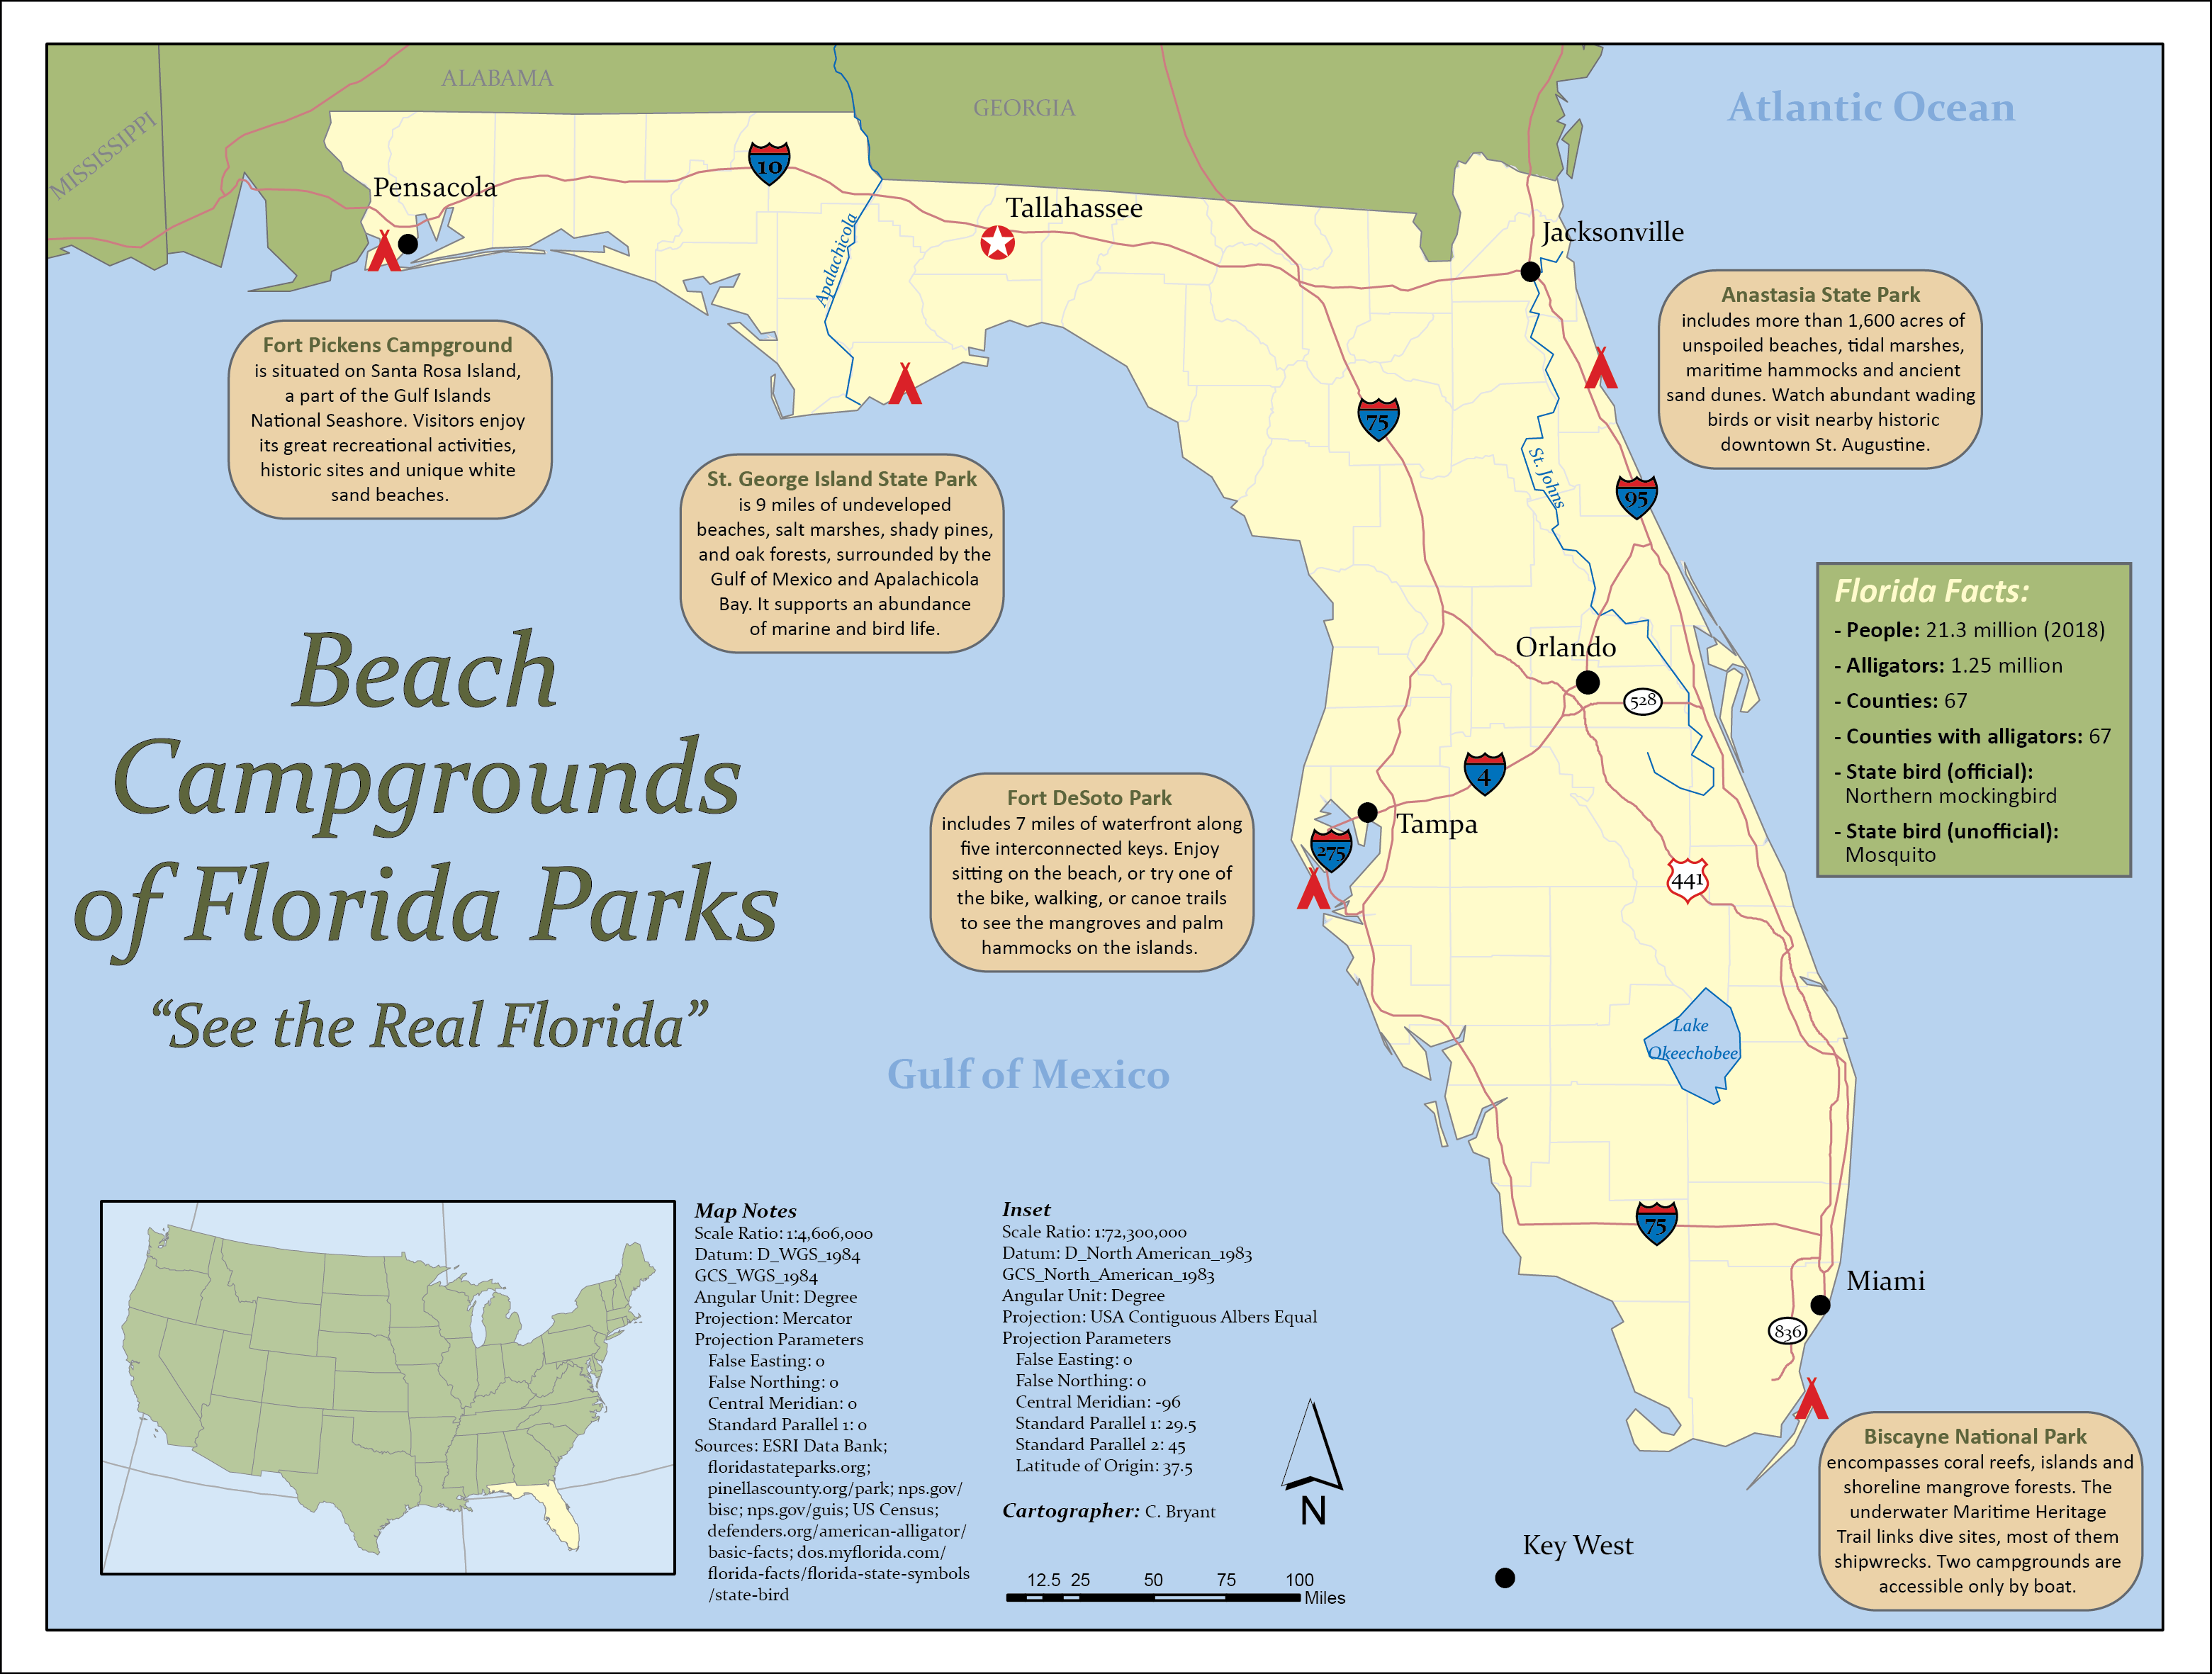 ALABAMA
GEORGIA
MISSISSIPPI
Atlantic Ocean
10
Pensacola
Tallahassee
Apalachicola
Jacksonville
Fort Pickens Campground
is situated on Santa Rosa Island,
a part of the Gulf Islands
National Seashore. Visitors enjoy
its great recreational activities,
historic sites and unique white
sand beaches.
St. George Island State Park
is 9 miles of undeveloped
beaches, salt marshes, shady pines,
and oak forests, surrounded by the
Gulf of Mexico and Apalachicola
Bay. It supports an abundance
of marine and bird life.
Anastasia State Park
includes more than 1,600 acres of
unspoiled beaches, tidal marshes,
maritime hammocks and ancient
sand dunes. Watch abundant wading
birds or visit nearby historic
downtown St. Augustine.
75
St. Johns
95
Florida Facts:
- People: 21.3 million (2018)
- Alligators: 1.25 million
- Counties: 67
- Counties with alligators: 67
- State bird (official):
Northern mockingbird
- State bird (unofficial):
Mosquito
Beach
Campgrounds
of Florida Parks
“See the Real Florida”
Orlando
528
4
Tampa
275
441
Fort DeSoto Park
includes 7 miles of waterfront along
five interconnected keys. Enjoy
sitting on the beach, or try one of
the bike, walking, or canoe trails
to see the mangroves and palm
hammocks on the islands.
Gulf of Mexico
Lake
Okeechobee
75
Miami
836
Biscayne National Park
encompasses coral reefs, islands and
shoreline mangrove forests. The
underwater Maritime Heritage
Trail links dive sites, most of them
shipwrecks. Two campgrounds are
accessible only by boat.
Key West
Map Notes
Scale Ratio: 1:4,606,000
Datum: D_WGS_1984
GCS_WGS_1984
Angular Unit: Degree
Projection: Mercator
Projection Parameters
False Easting: 0
False Northing: 0
Central Meridian: 0
Standard Parallel 1: 0
Sources: ESRI Data Bank;
floridastateparks.org;
pinellascounty.org/park; nps.gov/
bisc; nps.gov/guis; US Census;
defenders.org/american-alligator/
basic-facts; dos.myflorida.com/
florida-facts/florida-state-symbols
/state-bird
Inset
Scale Ratio: 1:72,300,000
Datum: D_North American_1983
GCS_North_American_1983
Angular Unit: Degree
Projection: USA Contiguous Albers Equal
Projection Parameters
False Easting: 0
False Northing: 0
Central Meridian: -96
Standard Parallel 1: 29.5
Standard Parallel 2: 45
Latitude of Origin: 37.5
Cartographer: C. Bryant
N
12.5 25 50 75 100
Miles